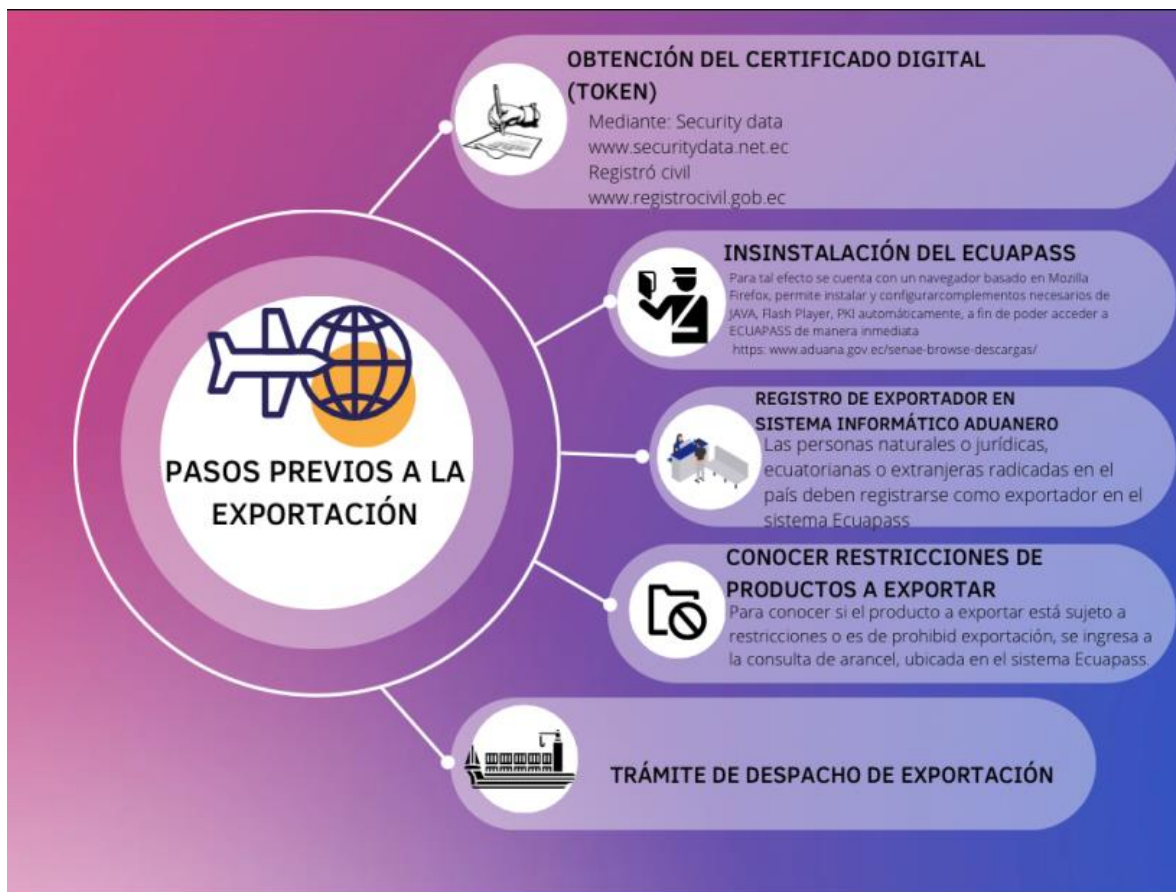 OBTENCIÓN DEL CERTIFICADO DIGITAL
(TOKEN)
Mediante: Security data
www.securitydata.net.ec
Registró civil
www.registrocivil.gob.ec
INSINSTALACIÓN DEL ECUAPASS
Para tal efecto se cuenta con un navegador basado en Mozilla
Firefox, permite instalar y configurarcomplementos necesarios de
JAVA, Flash Player, PKI automáticamente, a fin de poder acceder a
ECUAPASS de manera inmediata
https: www.aduana.gov.ec/senae-browse-descargas/
PASOS PREVIOS A LA
EXPORTACIÓN
REGISTRO DE EXPORTADOR EN
SISTEMA INFORMÁTICO ADUANERO
Las personas naturales o jurídicas,
ecuatorianas o extranjeras radicadas en el
país deben registrarse como exportador en el
sistema Ecuapass
CONOCER RESTRICCIONES DE
PRODUCTOS A EXPORTAR
Para conocer si el producto a exportar está sujeto a
restricciones o es de prohibid exportación, se ingresa a
la consulta de arancel, ubicada en el sistema Ecuapass.
TRÁMITE DE DESPACHO DE EXPORTACIÓN